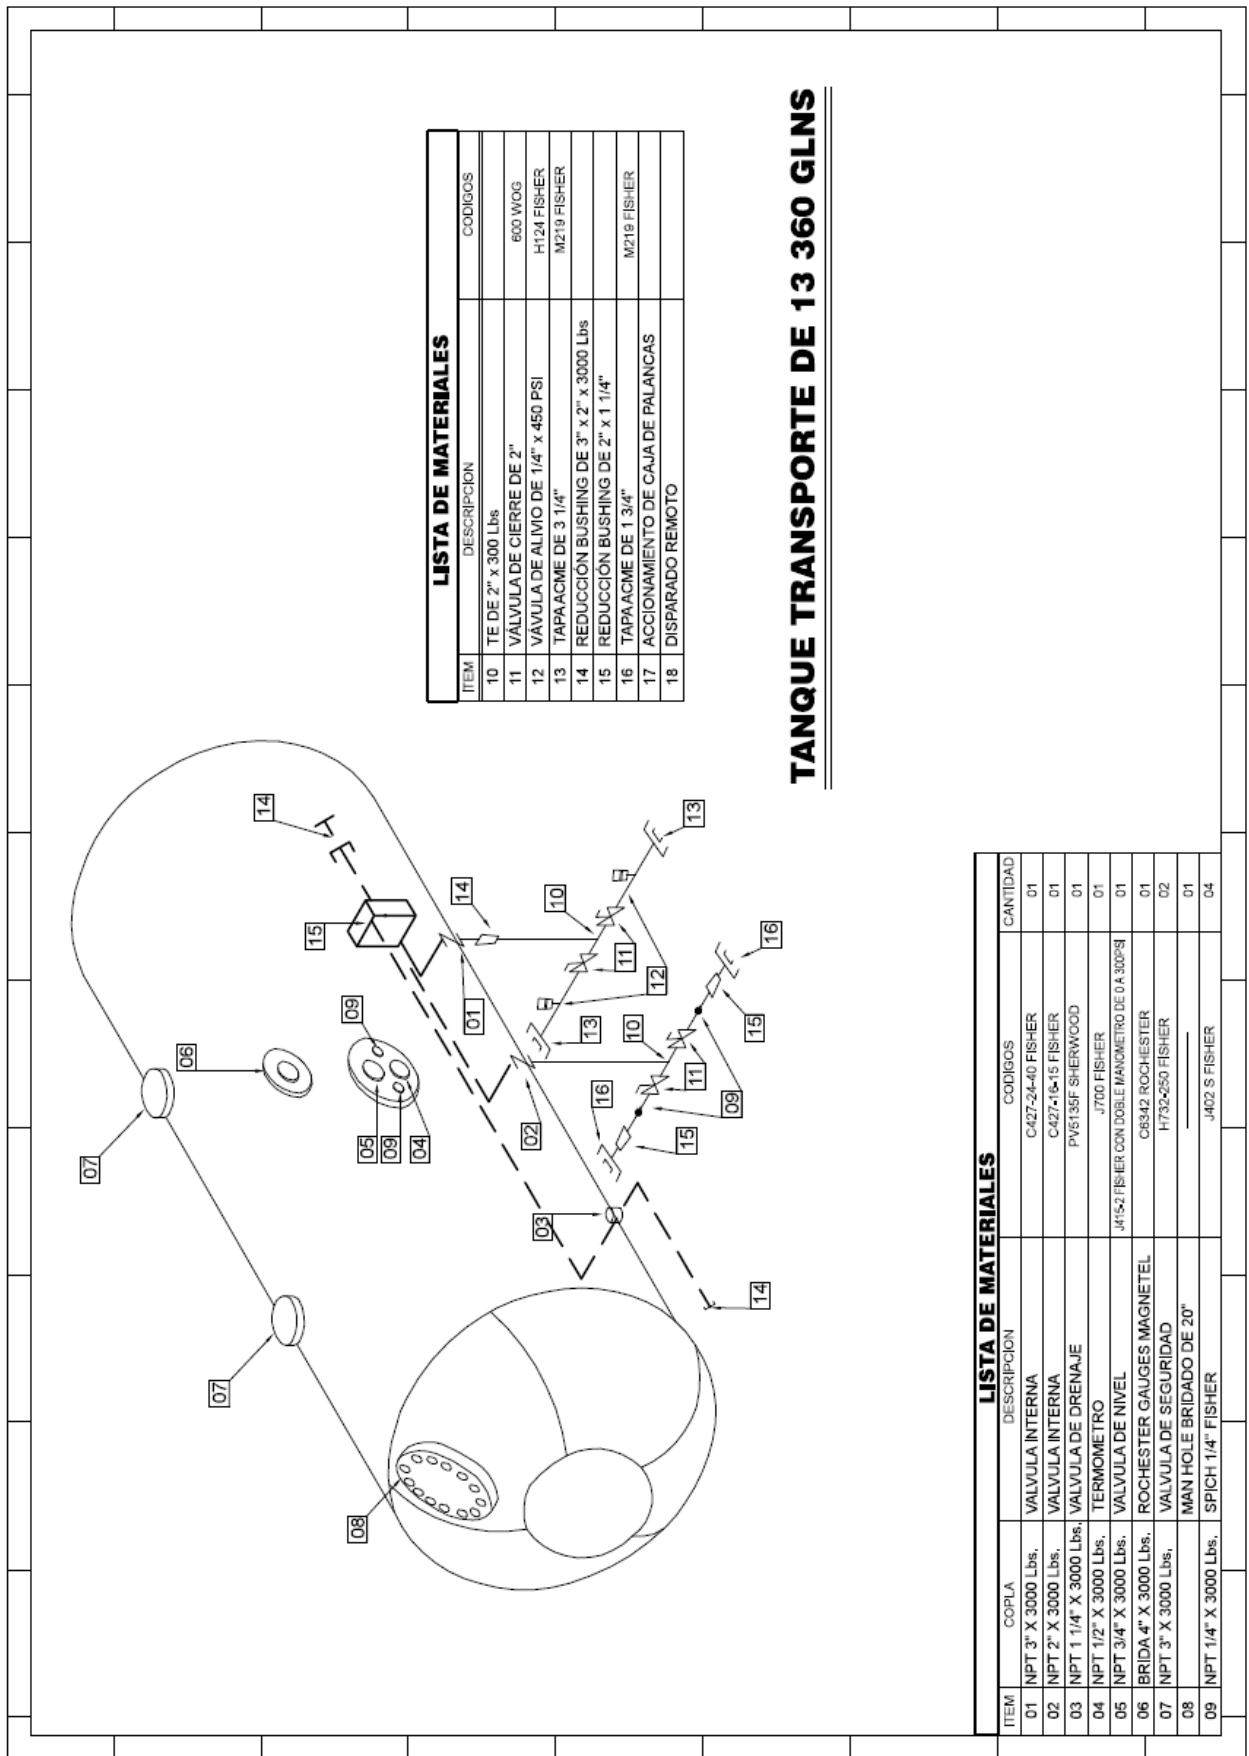 TANQUE TRANSPORTE DE 13 360 GLNS
LISTA DE MATERIALES
ITEM DESCRIPCION CODIGOS
10 TE DE 2" x 300 Lbs
11 VÁLVULA DE CIERRE DE 2" 600 WOG
12 VÁVULA DE ALIVIO DE 1/4" x 450 PSI H124 FISHER
13 TAPA ACME DE 3 1/4" M219 FISHER
14 REDUCCIÓN BUSHING DE 3" x 2" x 3000 Lbs
15 REDUCCIÓN BUSHING DE 2" x 1 1/4"
16 TAPA ACME DE 1 3/4" M219 FISHER
17 ACCIONAMIENTO DE CAJA DE PALANCAS
18 DISPARADO REMOTO
LISTA DE MATERIALES
ITEM COPLA DESCRIPCION CODIGOS CANTIDAD
01 NPT 3" X 3000 Lbs. VALVULA INTERNA C427-24-40 FISHER 01
02 NPT 2" X 3000 Lbs. VALVULA INTERNA C427-16-15 FISHER 01
03 NPT 1 1/4" X 3000 Lbs. VALVULA DE DRENAJE PV5135F SHERWOOD 01
04 NPT 1/2" X 3000 Lbs. TERMOMETRO J700 FISHER 01
05 NPT 3/4" X 3000 Lbs. VALVULA DE NIVEL J415-2 FISHER CON DOBLE MANOMETRO DE 0 A 300PSI 01
06 BRIDA 4" X 3000 Lbs. ROCHESTER GAUGES MAGNETEL C6342 ROCHESTER 01
07 NPT 3" X 3000 Lbs. VALVULA DE SEGURIDAD H732-250 FISHER 02
08 MAN HOLE BRIDADO DE 20" 01
09 NPT 1/4" X 3000 Lbs. SPICH 1/4" FISHER J402 S FISHER 04
07
07
06
08
09
05
09
04
15
14
14
01
02
03
10
11
12
13
13
10
11
09
15
15
16
16
14